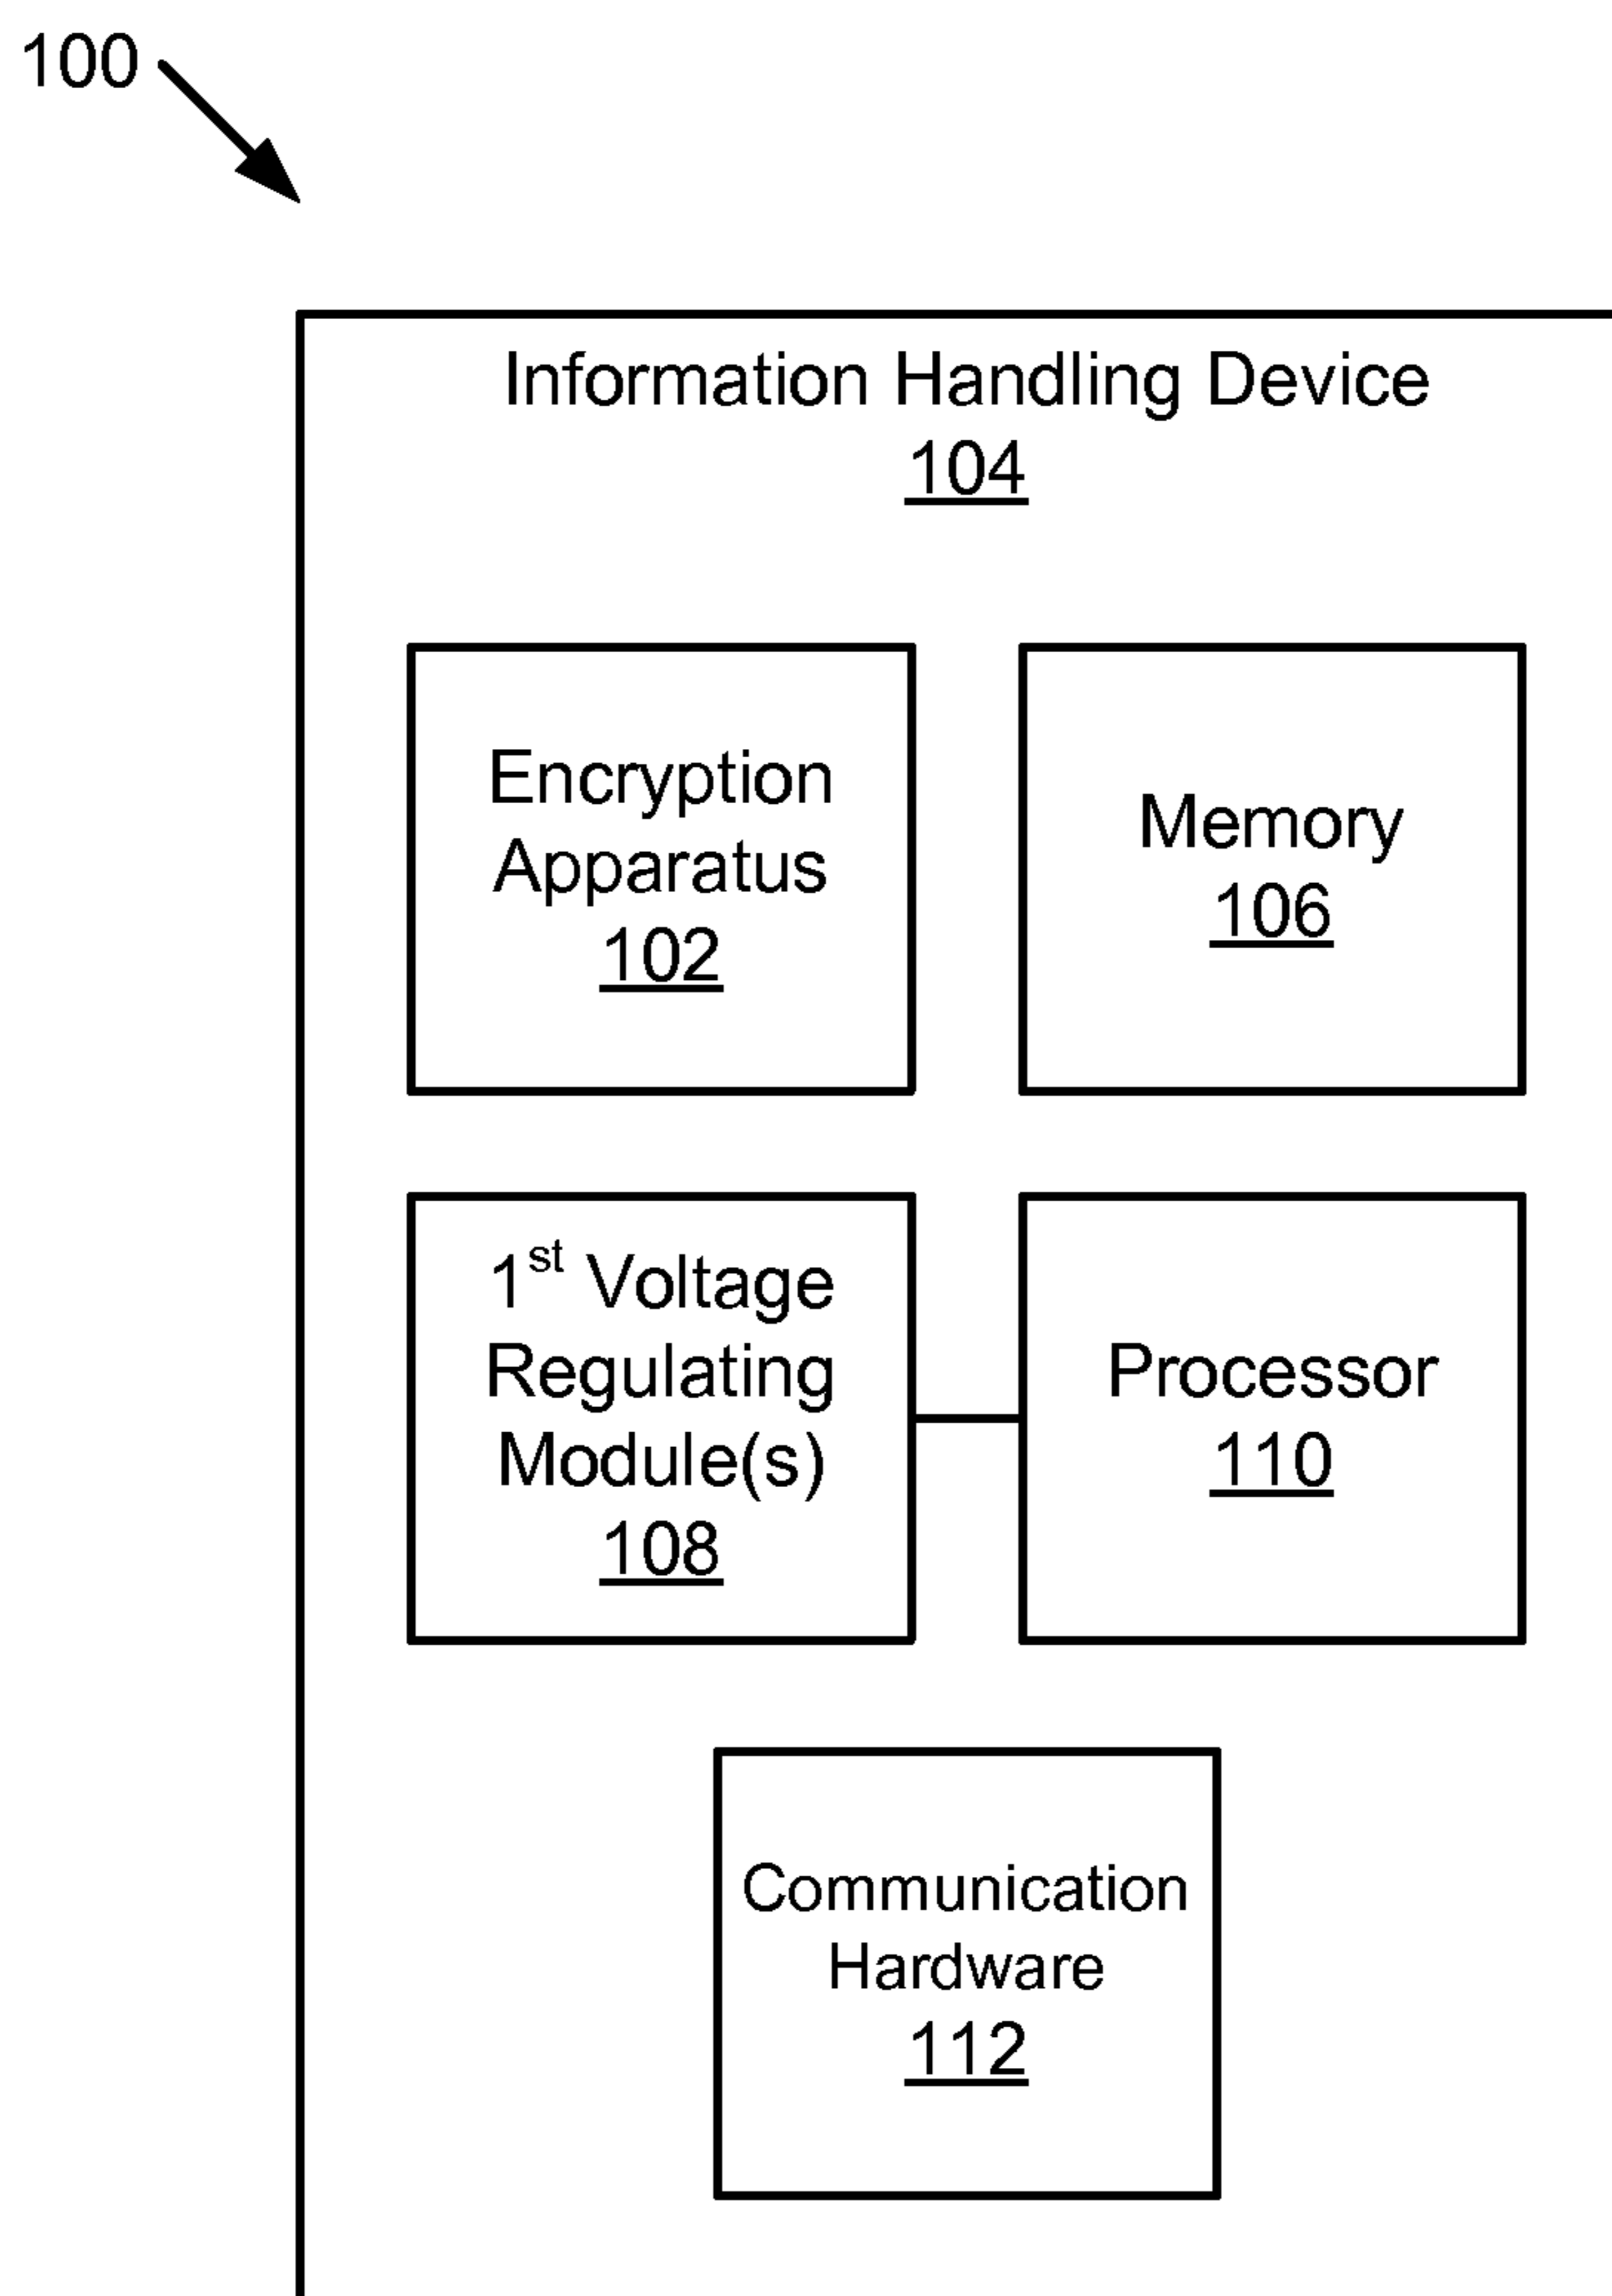 100
Information Handling Device
104
Encryption
Apparatus
102
Memory
106
1st Voltage
Regulating
Module(s)
108
Processor
110
Communication
Hardware
112